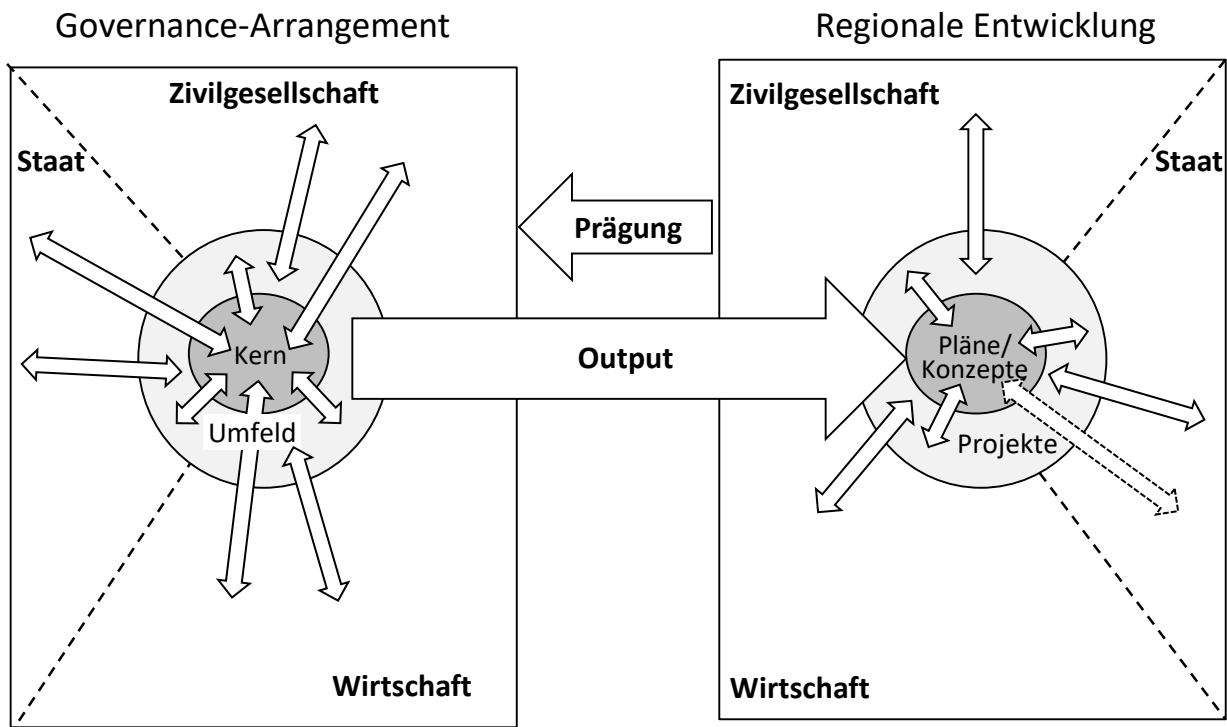 Governance-Arrangement
Zivilgesellschaft
Staat
Kern
Umfeld
Wirtschaft
Prägung
Output
Regionale Entwicklung
Zivilgesellschaft
Staat
Pläne/
Konzepte
Projekte
Wirtschaft